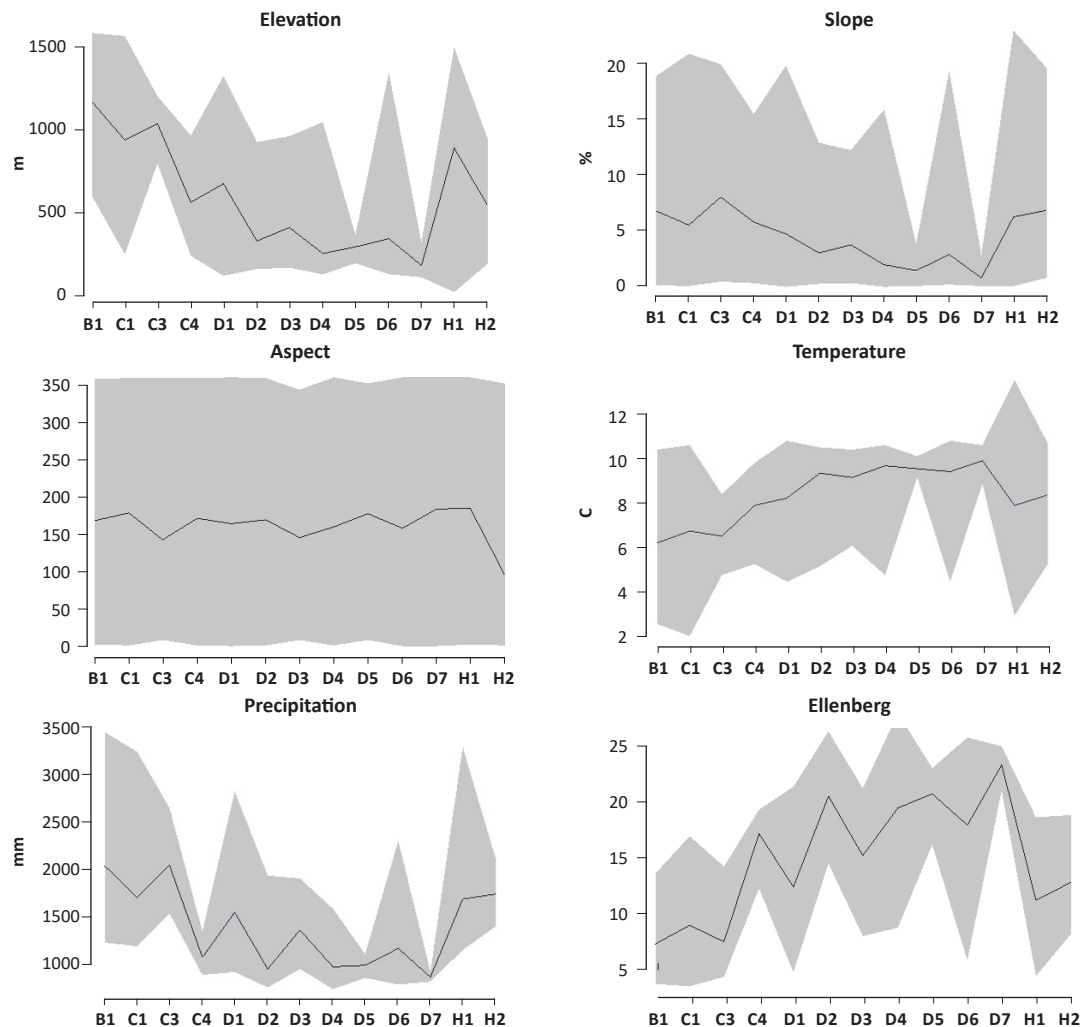 Elevation
1500
1000
500
0
m
B1 C1 C3 C4 D1 D2 D3 D4 D5 D6 D7 H1 H2
Slope
20
15
10
5
0
%
B1 C1 C3 C4 D1 D2 D3 D4 D5 D6 D7 H1 H2
Aspect
350
300
250
200
150
100
50
0
B1 C1 C3 C4 D1 D2 D3 D4 D5 D6 D7 H1 H2
Temperature
12
10
8
6
4
2
C
B1 C1 C3 C4 D1 D2 D3 D4 D5 D6 D7 H1 H2
Precipitation
3500
3000
2500
2000
1500
1000
mm
B1 C1 C3 C4 D1 D2 D3 D4 D5 D6 D7 H1 H2
Ellenberg
25
20
15
10
5
B1 C1 C3 C4 D1 D2 D3 D4 D5 D6 D7 H1 H2